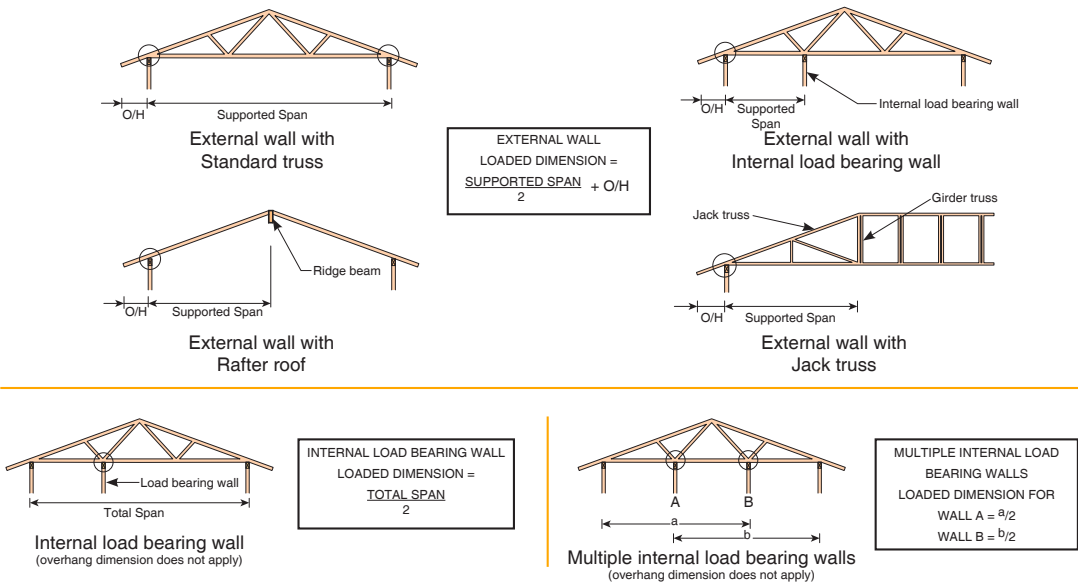 O/H
Supported Span
External wall with
Standard truss
EXTERNAL WALL
LOADED DIMENSION =
SUPPORTED SPAN
2
+ O/H
Internal load bearing wall
O/H
Supported
Span
External wall with
Internal load bearing wall
Ridge beam
O/H
Supported Span
External wall with
Rafter roof
Jack truss
Girder truss
O/H
Supported Span
External wall with
Jack truss
Load bearing wall
Total Span
Internal load bearing wall
(overhang dimension does not apply)
INTERNAL LOAD BEARING WALL
LOADED DIMENSION =
TOTAL SPAN
2
A
B
a
b
Multiple internal load bearing walls
(overhang dimension does not apply)
MULTIPLE INTERNAL LOAD
BEARING WALLS
LOADED DIMENSION FOR
WALL A = a/2
WALL B = b/2